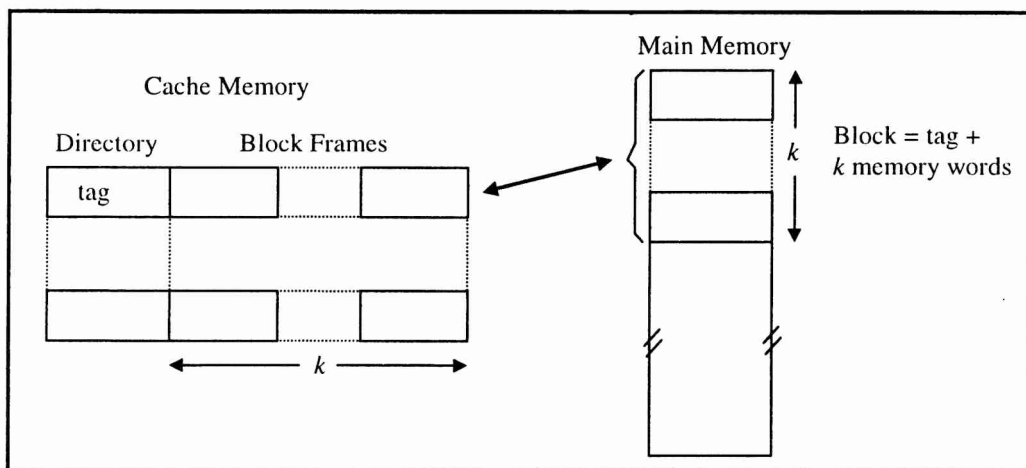 Main Memory
Cache Memory
Directory
Block Frames
tag
k
Block = tag +
k memory words
k